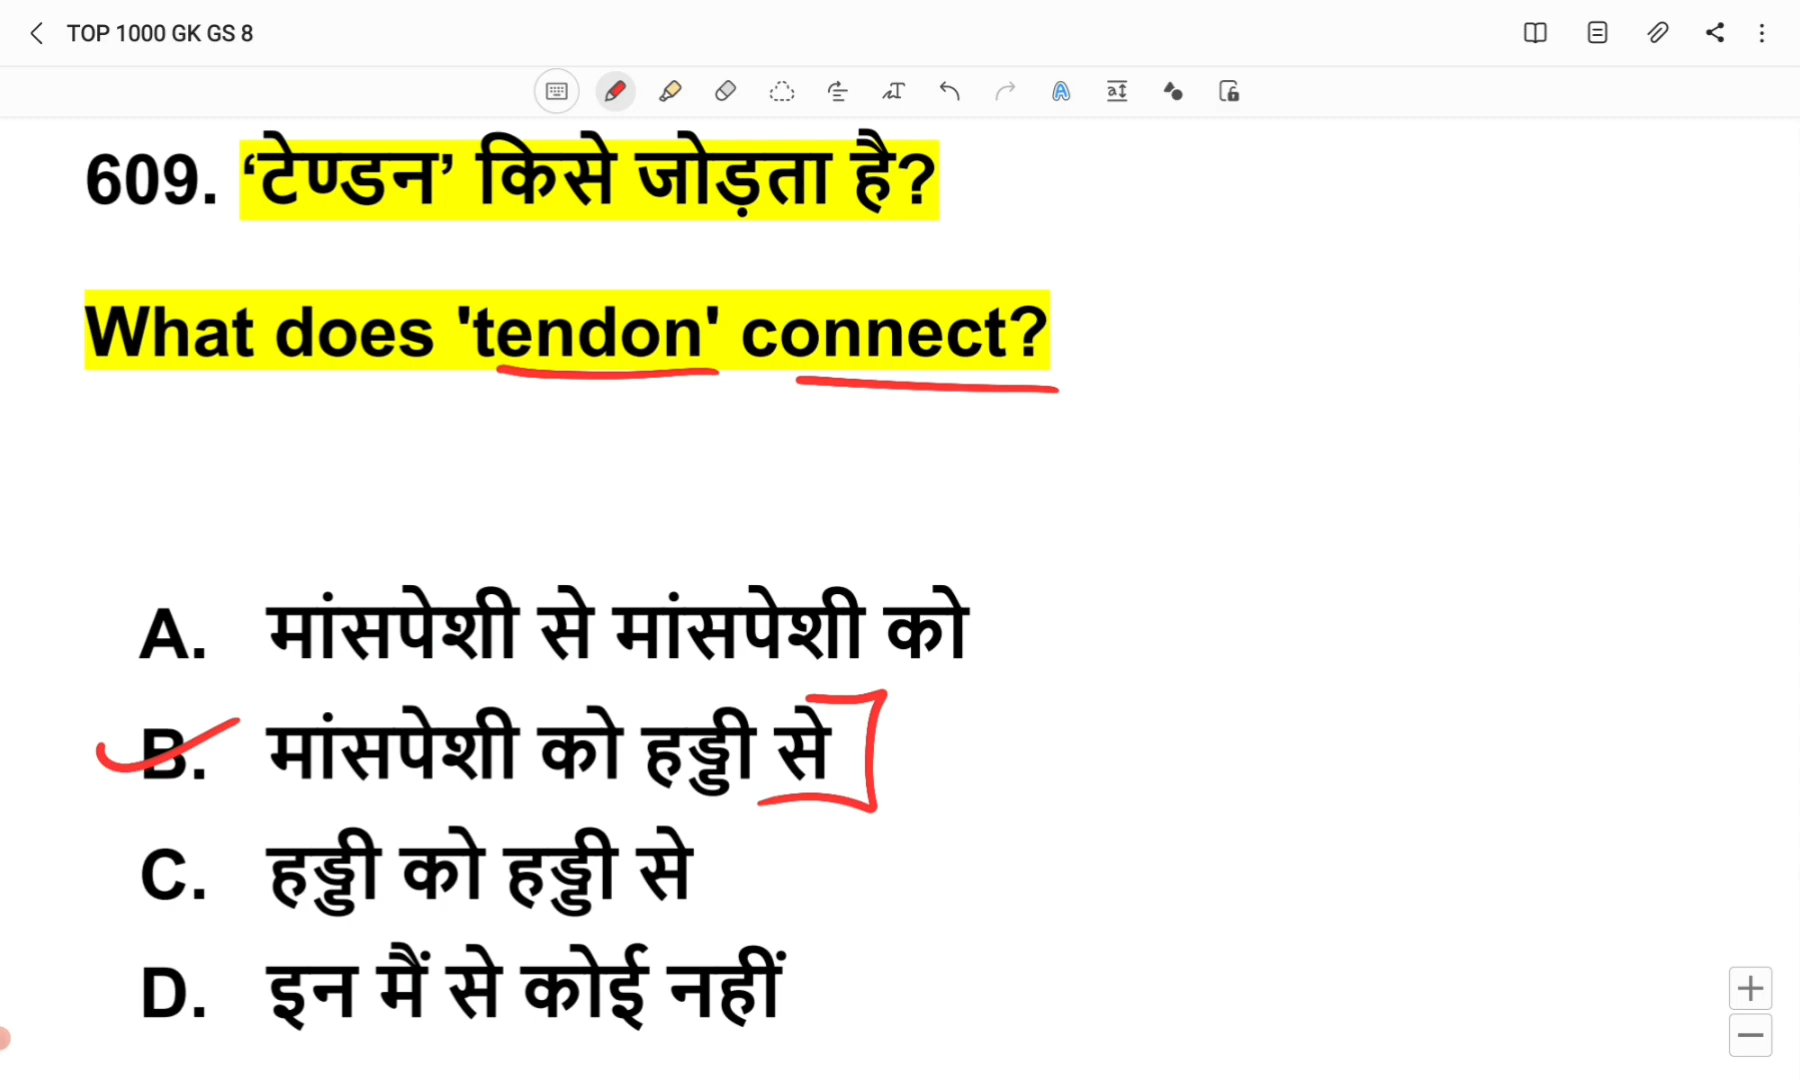 TOP 1000 GK GS 8
609. ‘टेण्डन’ किसे जोड़ता है?
What does 'tendon' connect?
A. मांसपेशी से मांसपेशी को
B. मांसपेशी को हड्डी से
C. हड्डी को हड्डी से
D. इन मैं से कोई नहीं